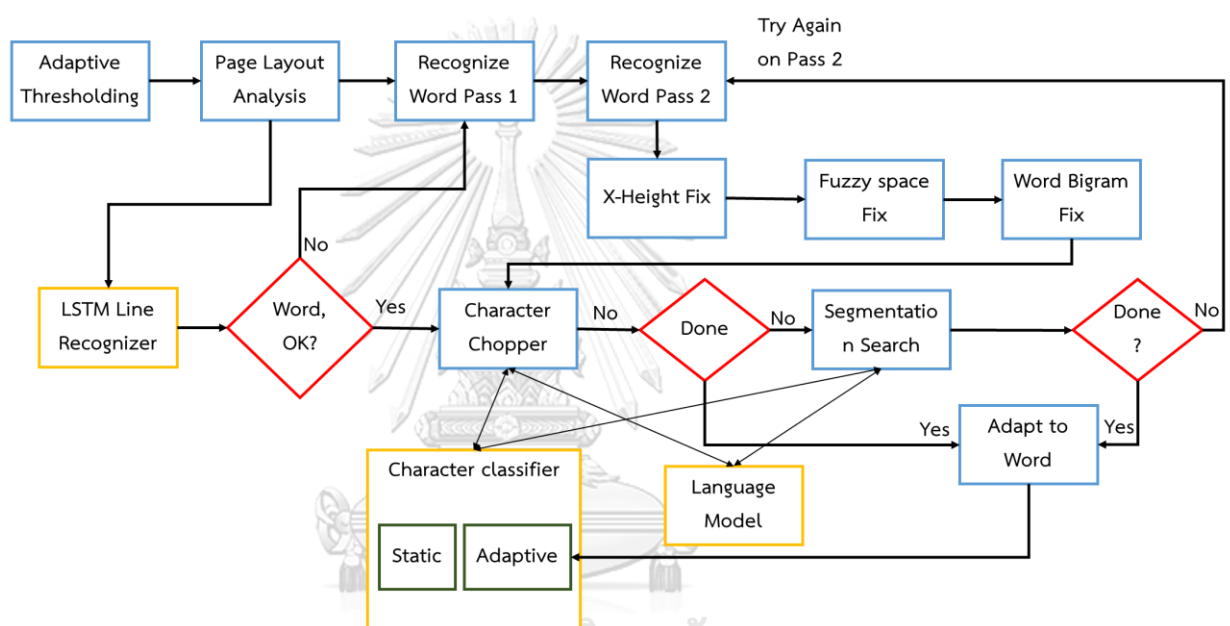 Try Again
on Pass 2
Adaptive
Thresholding
Page Layout
Analysis
Recognize
Word Pass 1
Recognize
Word Pass 2
X-Height Fix
Fuzzy space
Fix
Word Bigram
Fix
No
LSTM Line
Recognizer
Word,
OK?
Yes
Character
Chopper
No
Done
No
Segmentatio
n Search
Done
?
No
Yes
Yes
Adapt to
Word
Character classifier
Static
Adaptive
Language
Model